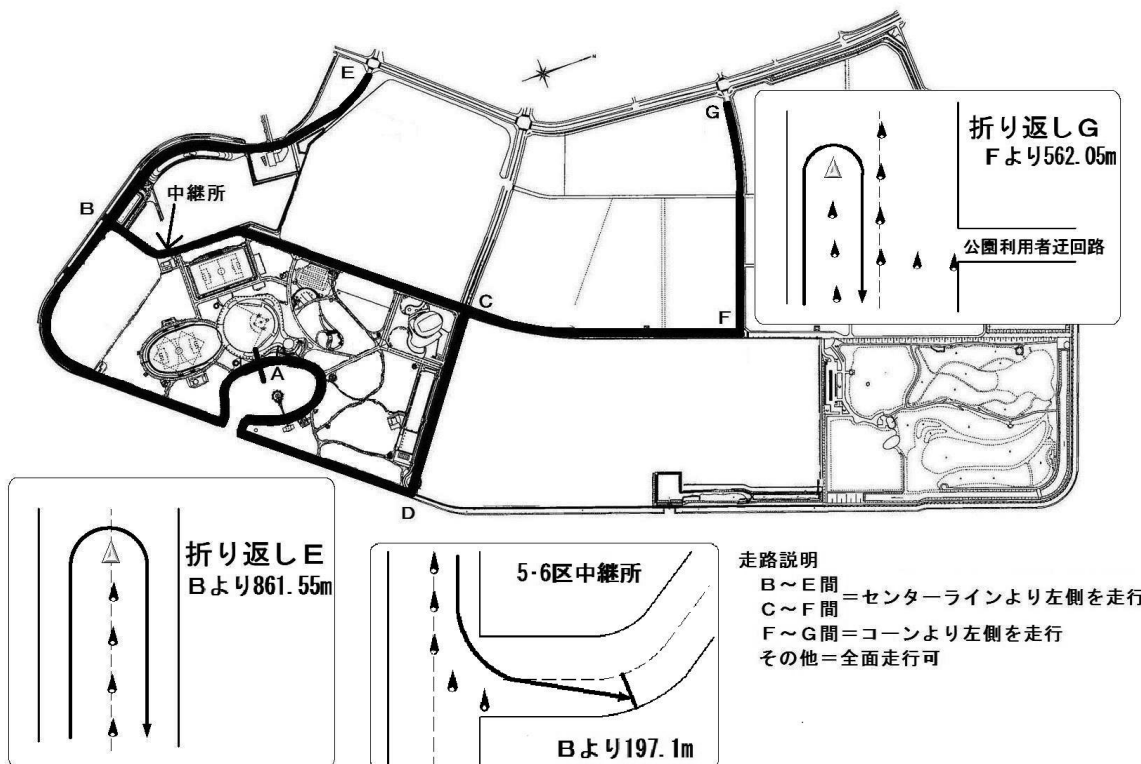 E
G
折り返しG
Fより562.05m
公園利用者迂回路
中継所
B
C
F
A
D
折り返しE
Bより861.55m
5-6区中継所
Bより197.1m
走路説明
B～E間
C～F間
=センターラインより左側を走行
F～G間=コーンより左側を走行
その他=全面走行可